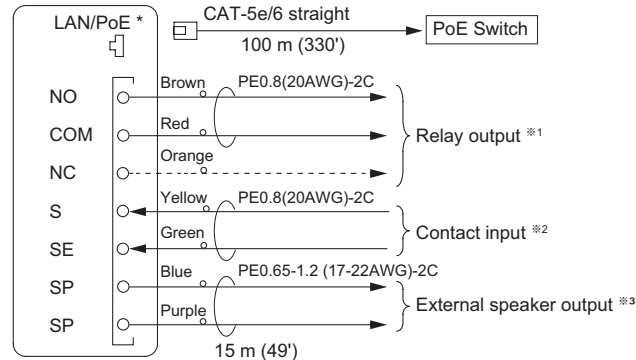 LAN/PoE *
CAT-5e/6 straight
100 m (330')
PoE Switch
NO
Brown
PE0.8(20AWG)-2C
COM
Red
Relay output ※1
NC
Orange
S
Yellow
PE0.8(20AWG)-2C
SE
Green
Contact input ※2
SP
Blue
PE0.65-1.2 (17-22AWG)-2C
SP
Purple
External speaker output ※3
15 m (49')